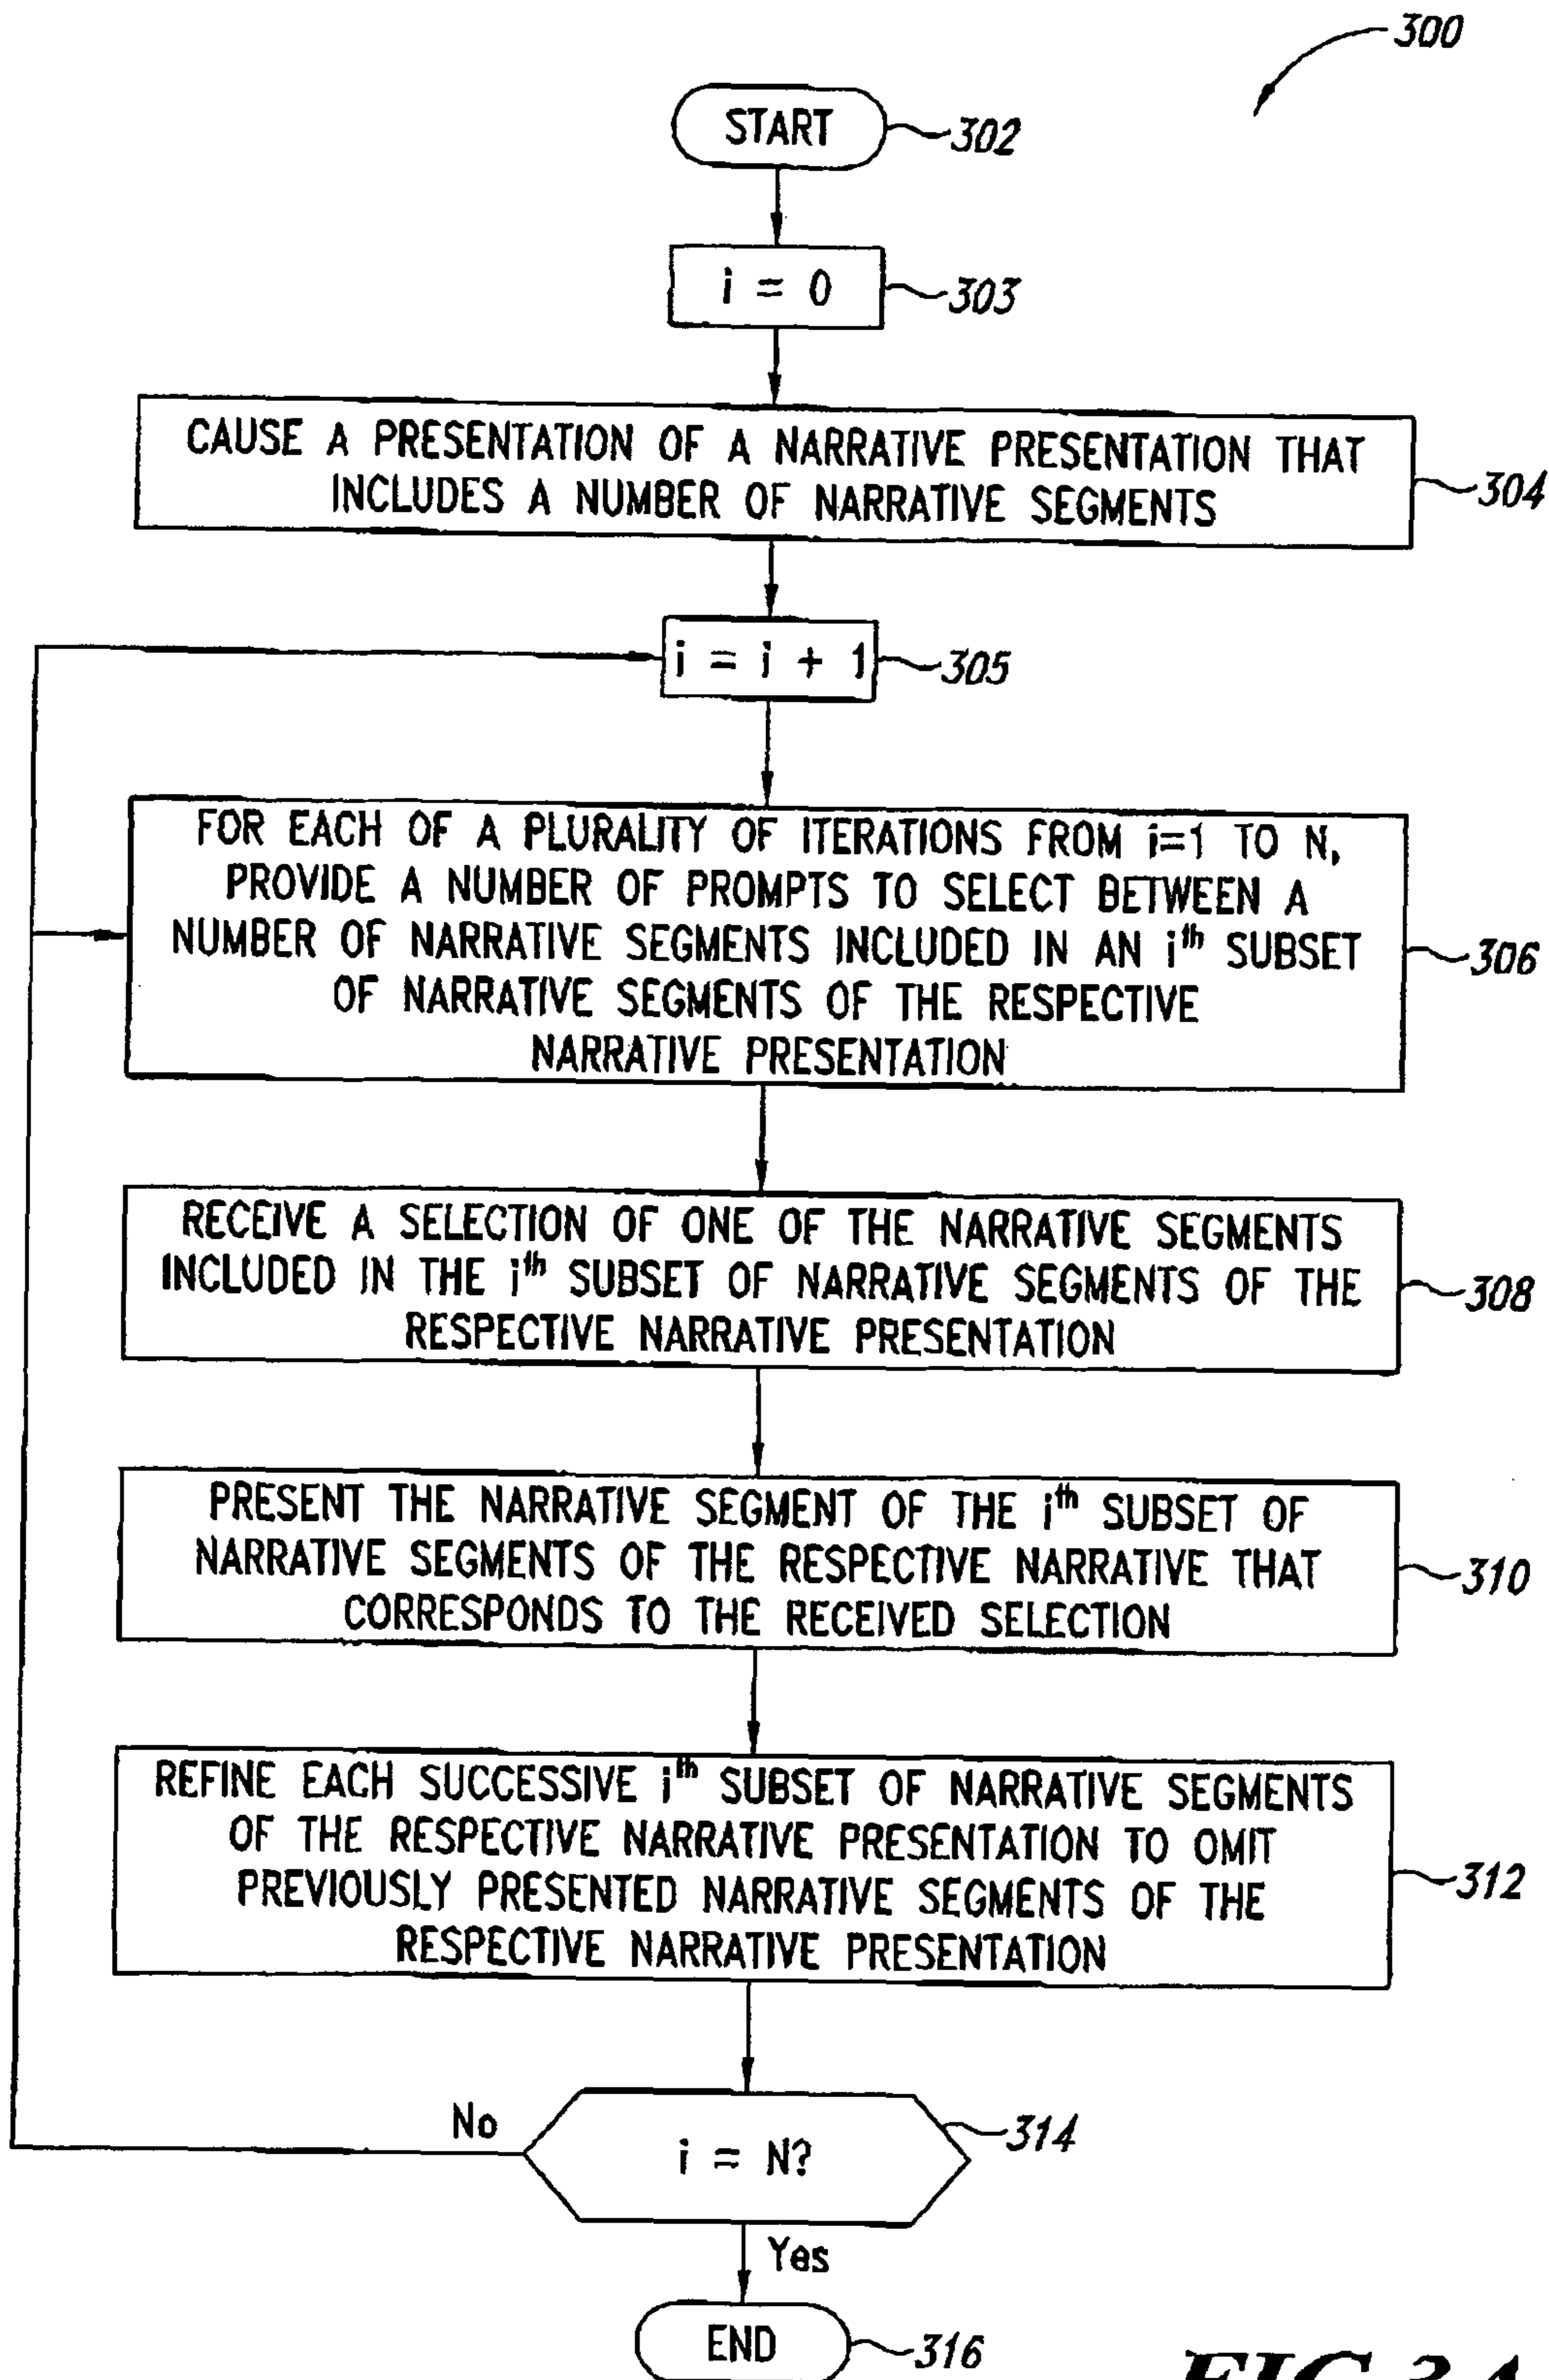 300
START
302
i = 0
303
CAUSE A PRESENTATION OF A NARRATIVE PRESENTATION THAT
INCLUDES A NUMBER OF NARRATIVE SEGMENTS
304
i = i + 1
305
FOR EACH OF A PLURALITY OF ITERATIONS FROM i=1 TO N,
PROVIDE A NUMBER OF PROMPTS TO SELECT BETWEEN A
NUMBER OF NARRATIVE SEGMENTS INCLUDED IN AN ith SUBSET
OF NARRATIVE SEGMENTS OF THE RESPECTIVE
NARRATIVE PRESENTATION
306
RECEIVE A SELECTION OF ONE OF THE NARRATIVE SEGMENTS
INCLUDED IN THE ith SUBSET OF NARRATIVE SEGMENTS OF THE
RESPECTIVE NARRATIVE PRESENTATION
308
PRESENT THE NARRATIVE SEGMENT OF THE ith SUBSET OF
NARRATIVE SEGMENTS OF THE RESPECTIVE NARRATIVE THAT
CORRESPONDS TO THE RECEIVED SELECTION
310
REFINE EACH SUCCESSIVE ith SUBSET OF NARRATIVE SEGMENTS
OF THE RESPECTIVE NARRATIVE PRESENTATION TO OMIT
PREVIOUSLY PRESENTED NARRATIVE SEGMENTS OF THE
RESPECTIVE NARRATIVE PRESENTATION
312
No
i = N?
314
Yes
END
316
FIG.3A